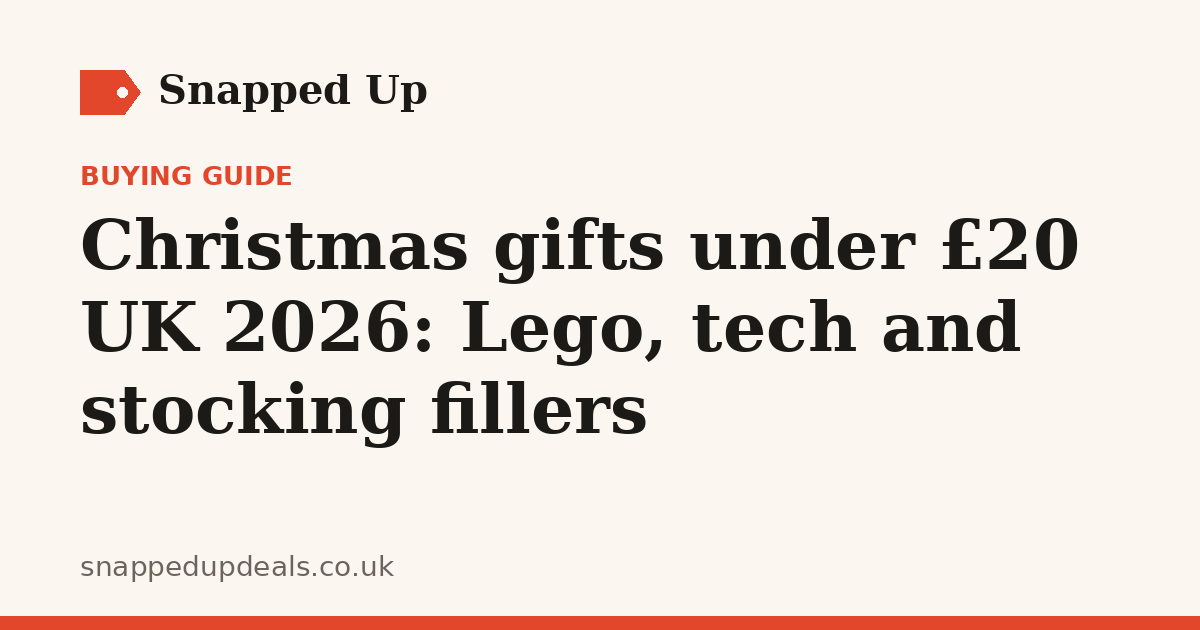 Snapped Up
BUYING GUIDE
Christmas gifts under £20
UK 2026: Lego, tech and
stocking fillers
snappedupdeals.co.uk